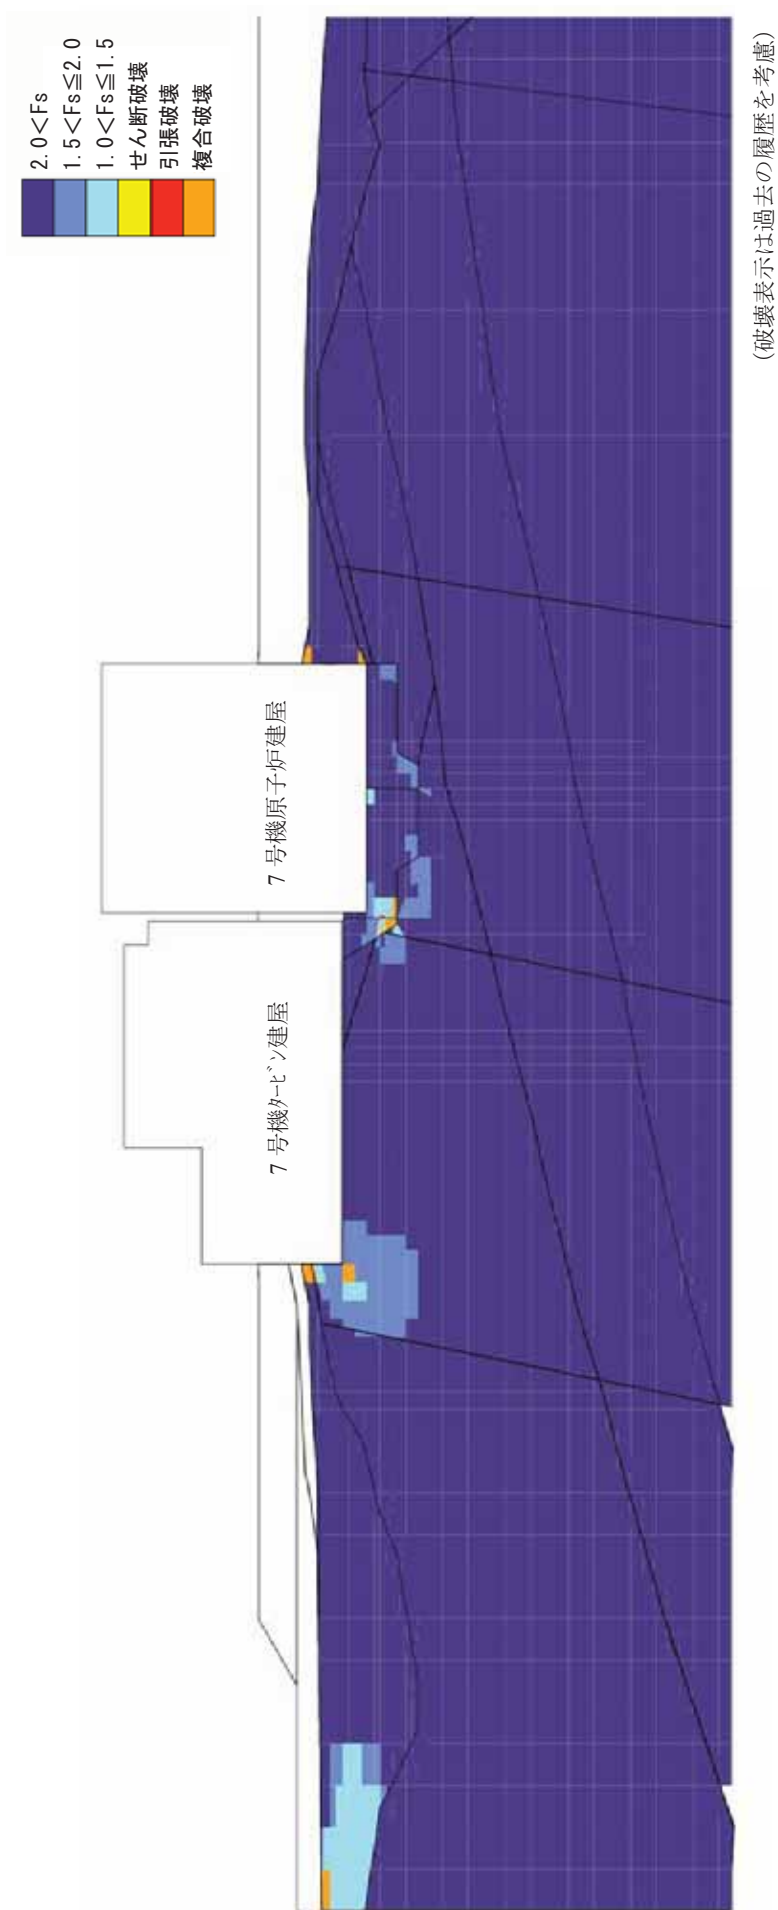 2.0<Fs
1.5<Fs≦2.0
1.0<Fs≦1.5
せん断破壊
引張破壊
複合破壊
7号機タービン建屋
7号機原子炉建屋
(破壊表示は過去の履歴を考慮)